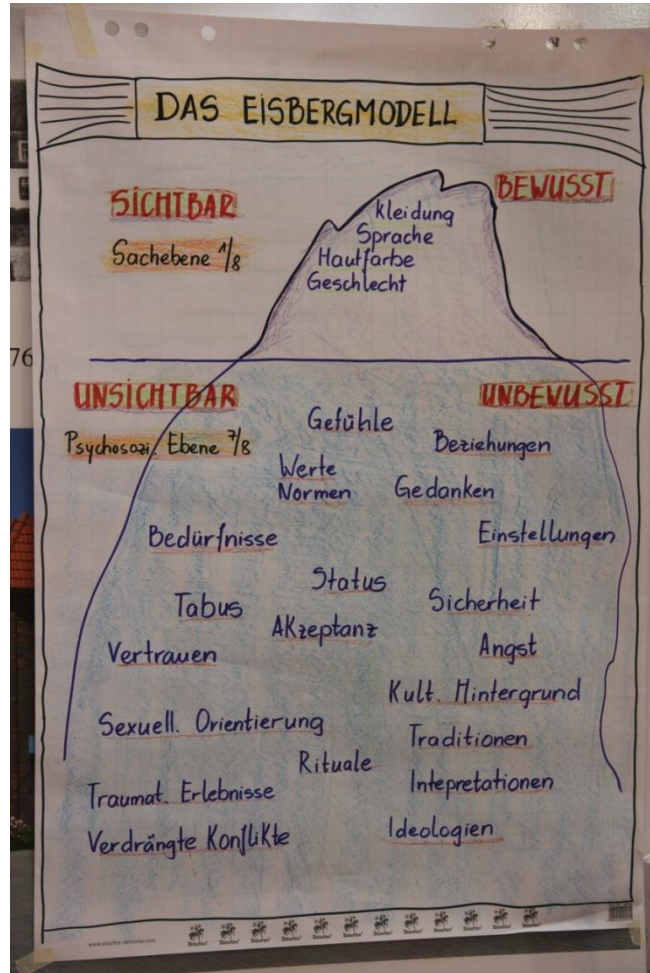 DAS EISBERGMODELL
SICHTBAR
BEWUSST
Sachebene 1/8
Kleidung
Sprache
Hautfarbe
Geschlecht
76
UNSICHTBAR
UNBEWUSST
Psychosozi. Ebene 7/8
Gefühle
Beziehungen
Werte
Normen
Gedanken
Bedürfnisse
Einstellungen
Status
Tabus
Sicherheit
AKzeptanz
Vertrauen
Angst
Kult. Hintergrund
Sexuell. Orientierung
Traditionen
Rituale
Traumat. Erlebnisse
Intepretationen
Verdrängte Konflikte
Ideologien